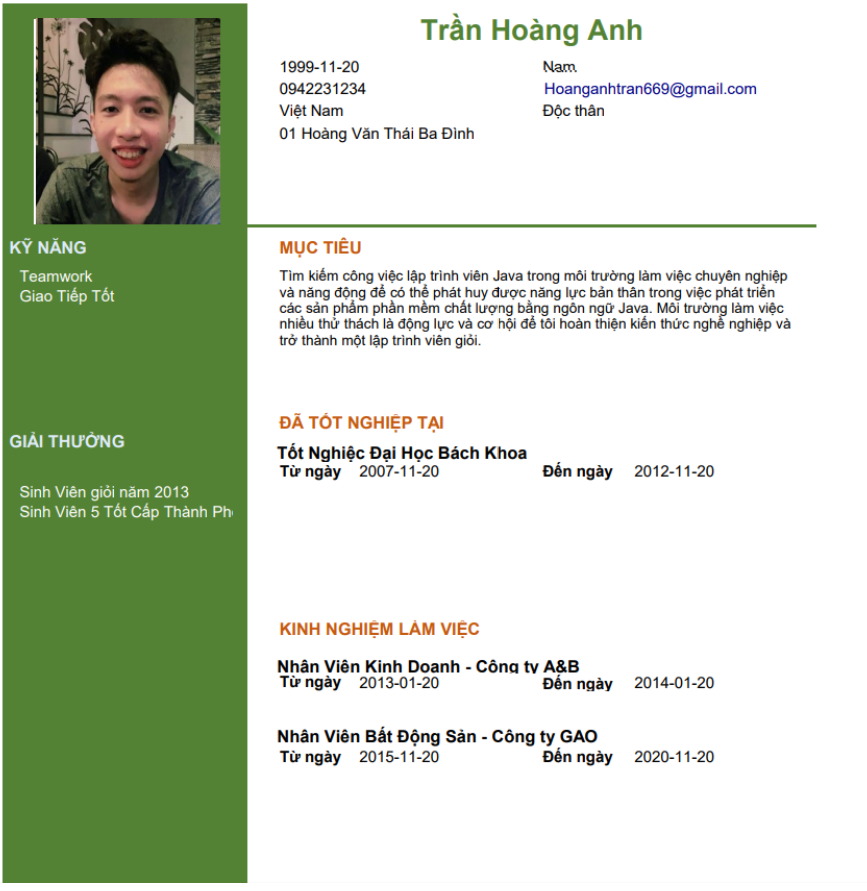 Trần Hoàng Anh
1999-11-20
Nam
0942231234
Hoanganhtran669@gmail.com
Việt Nam
Độc thân
01 Hoàng Văn Thái Ba Đình
KỸ NĂNG
Teamwork
Giao Tiếp Tốt
GIẢI THƯỞNG
Sinh Viên giỏi năm 2013
Sinh Viên 5 Tốt Cấp Thành
MỤC TIÊU
Tìm kiếm công việc lập trình viên Java trong môi trường làm việc chuyên nghiệp
và năng động để có thể phát huy được năng lực bản thân trong việc phát triển
các sản phẩm phần mềm chất lượng bằng ngôn ngữ Java. Môi trường làm việc
nhiều thử thách là động lực và cơ hội để tôi hoàn thiện kiến thức nghề nghiệp và
trở thành một lập trình viên giỏi.
ĐÃ TỐT NGHIỆP TẠI
Tốt Nghiệc Đại Học Bách Khoa
Từ ngày 2007-11-20 Đến ngày 2012-11-20
KINH NGHIỆM LÀM VIỆC
Nhân Viên Kinh Doanh - Công ty A&B
Từ ngày 2013-01-20 Đến ngày 2014-01-20
Nhân Viên Bất Động Sản - Công ty GAO
Từ ngày 2015-11-20 Đến ngày 2020-11-20